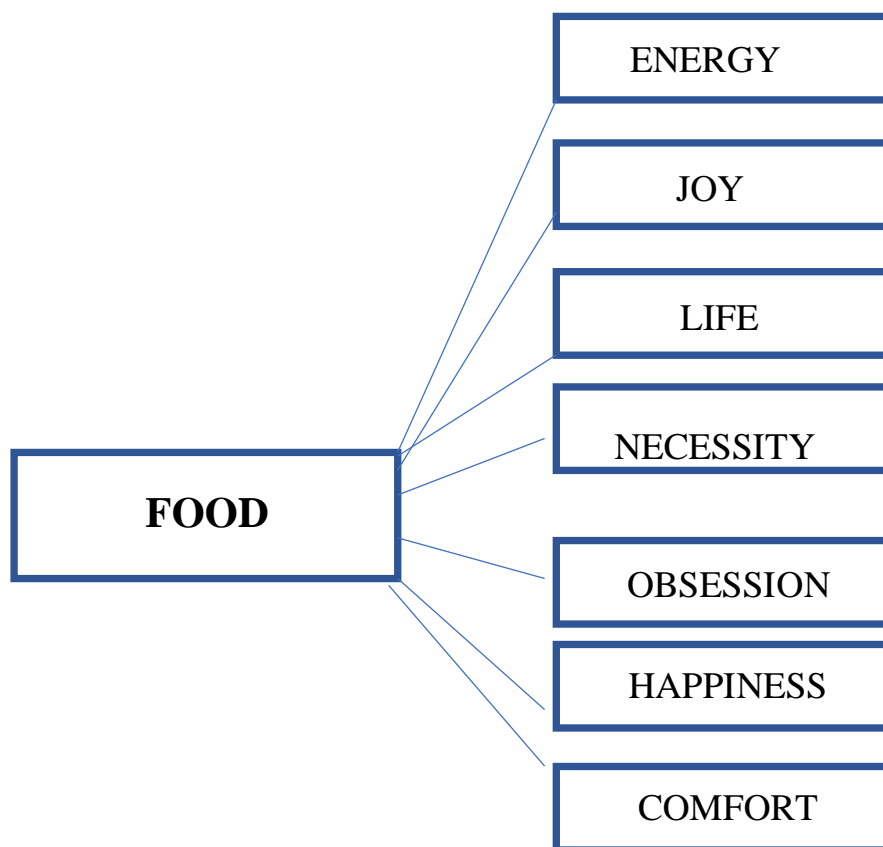 ENERGY
JOY
LIFE
NECESSITY
FOOD
OBSESSION
HAPPINESS
COMFORT